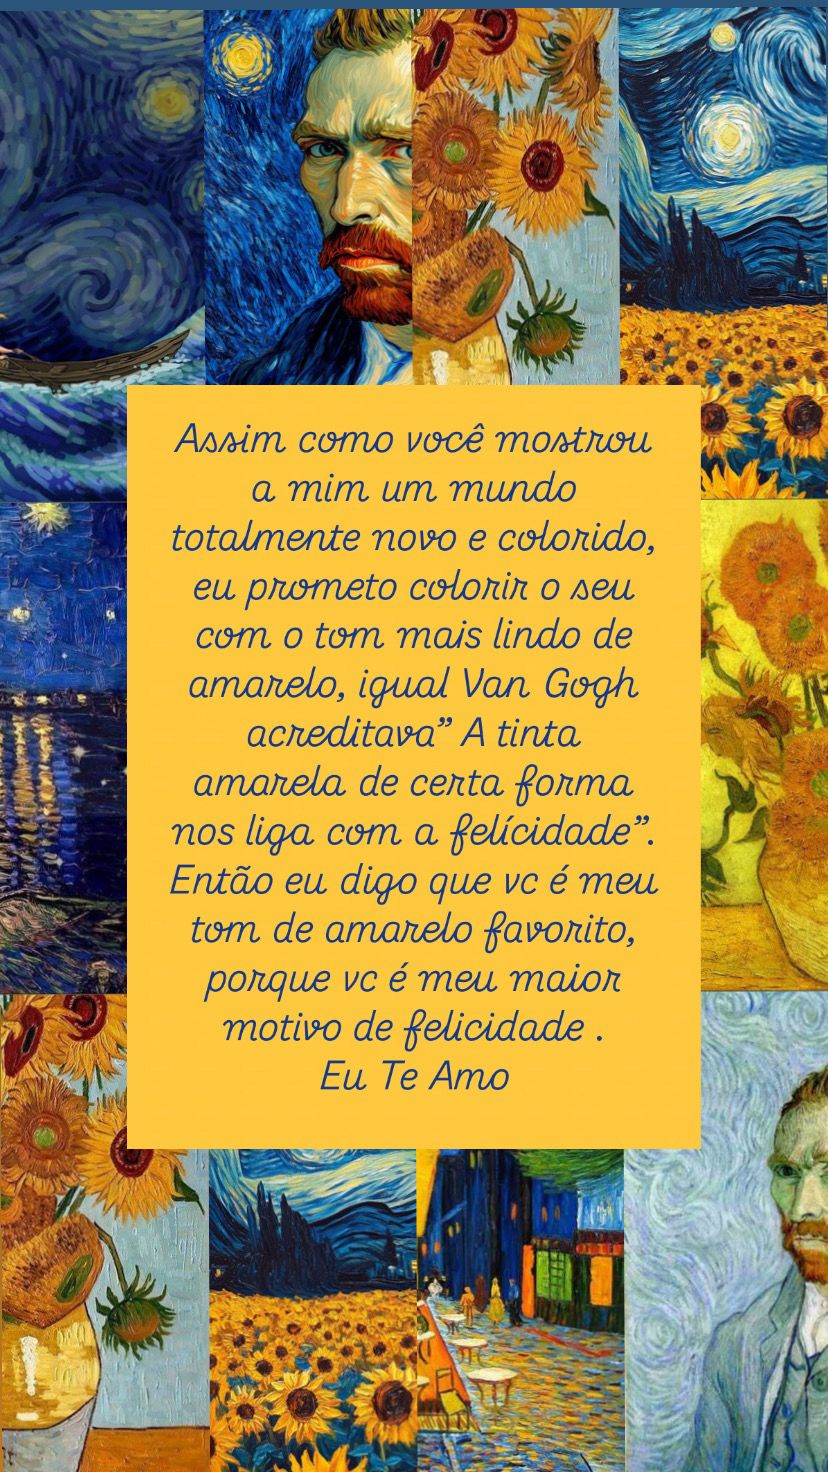 Assim como você mostrou
a mim um mundo
totalmente novo e colorido,
eu prometo colorir o seu
com o tom mais lindo de
amarelo, igual Van Gogh
acreditava” A tinta
amarela de certa forma
nos liga com a felícidade”.
Então eu digo que vc é meu
tom de amarelo favorito,
porque vc é meu maior
motivo de felicidade .
Eu Te Amo